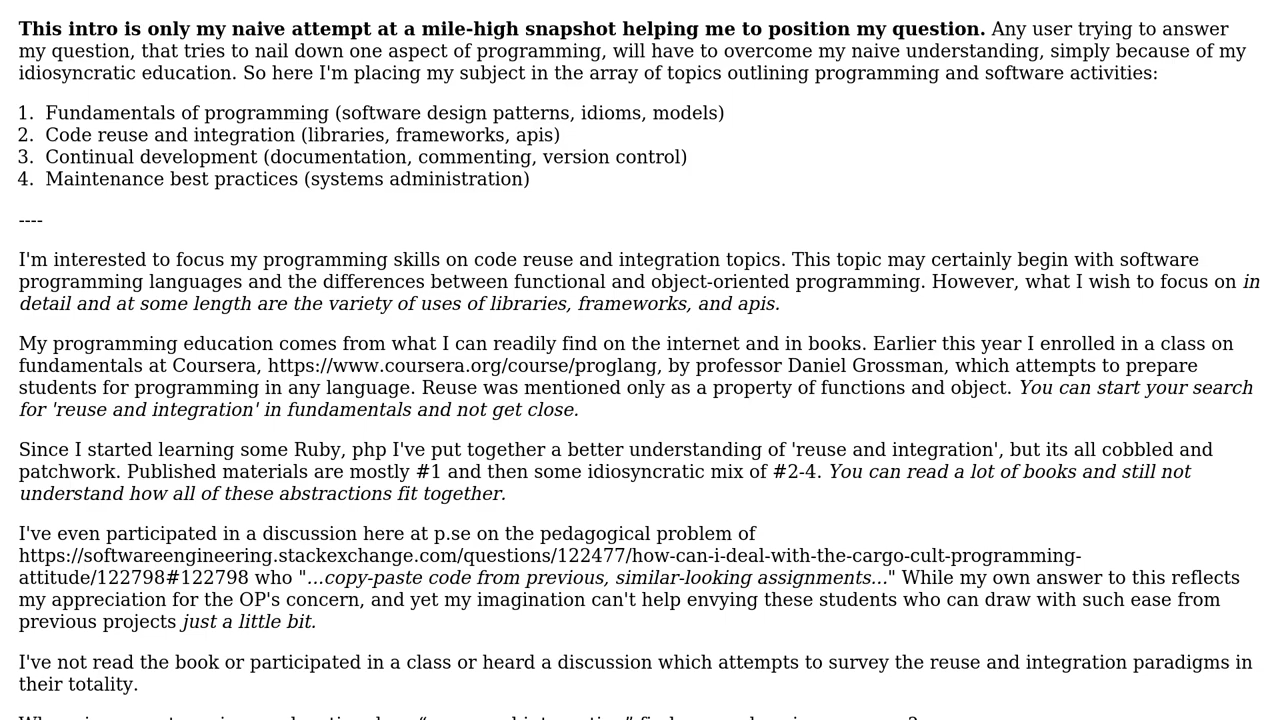 This intro is only my naive attempt at a mile-high snapshot helping me to position my question. Any user trying to answer
my question, that tries to nail down one aspect of programming, will have to overcome my naive understanding, simply because of my
idiosyncratic education. So here I'm placing my subject in the array of topics outlining programming and software activities:
1. Fundamentals of programming (software design patterns, idioms, models)
2. Code reuse and integration (libraries, frameworks, apis)
3. Continual development (documentation, commenting, version control)
4. Maintenance best practices (systems administration)
----
I'm interested to focus my programming skills on code reuse and integration topics. This topic may certainly begin with software
programming languages and the differences between functional and object-oriented programming. However, what I wish to focus on in
detail and at some length are the variety of uses of libraries, frameworks, and apis.
My programming education comes from what I can readily find on the internet and in books. Earlier this year I enrolled in a class on
fundamentals at Coursera, https://www.coursera.org/course/proglang, by professor Daniel Grossman, which attempts to prepare
students for programming in any language. Reuse was mentioned only as a property of functions and object. You can start your search
for 'reuse and integration' in fundamentals and not get close.
Since I started learning some Ruby, php I've put together a better understanding of 'reuse and integration', but its all cobbled and
patchwork. Published materials are mostly #1 and then some idiosyncratic mix of #2-4. You can read a lot of books and still not
understand how all of these abstractions fit together.
I've even participated in a discussion here at p.se on the pedagogical problem of
https://softwareengineering.stackexchange.com/questions/122477/how-can-i-deal-with-the-cargo-cult-programming-
attitude/122798#122798 who "...copy-paste code from previous, similar-looking assignments..." While my own answer to this reflects
my appreciation for the OP's concern, and yet my imagination can't help envying these students who can draw with such ease from
previous projects just a little bit.
I've not read the book or participated in a class or heard a discussion which attempts to survey the reuse and integration paradigms in
their totality.